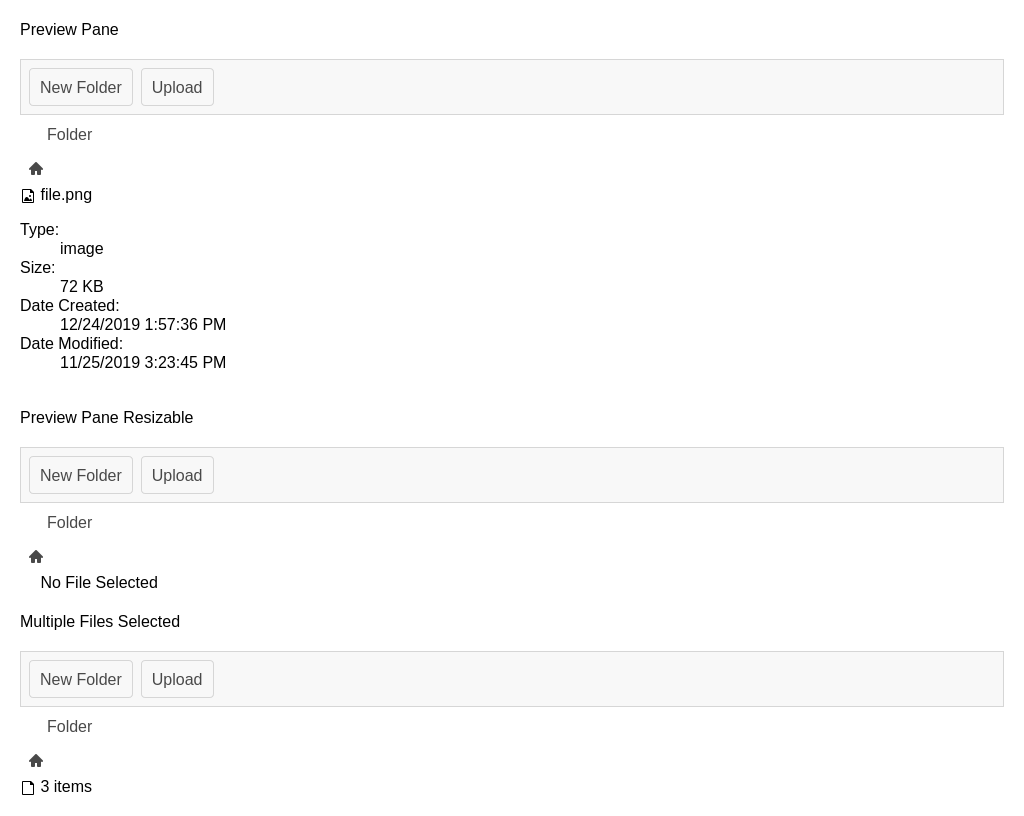 Preview Pane
New Folder Upload
Folder
file.png
Type:
image
Size:
72 KB
Date Created:
12/24/2019 1:57:36 PM
Date Modified:
11/25/2019 3:23:45 PM
Preview Pane Resizable
New Folder Upload
Folder
No File Selected
Multiple Files Selected
New Folder Upload
Folder
3 items